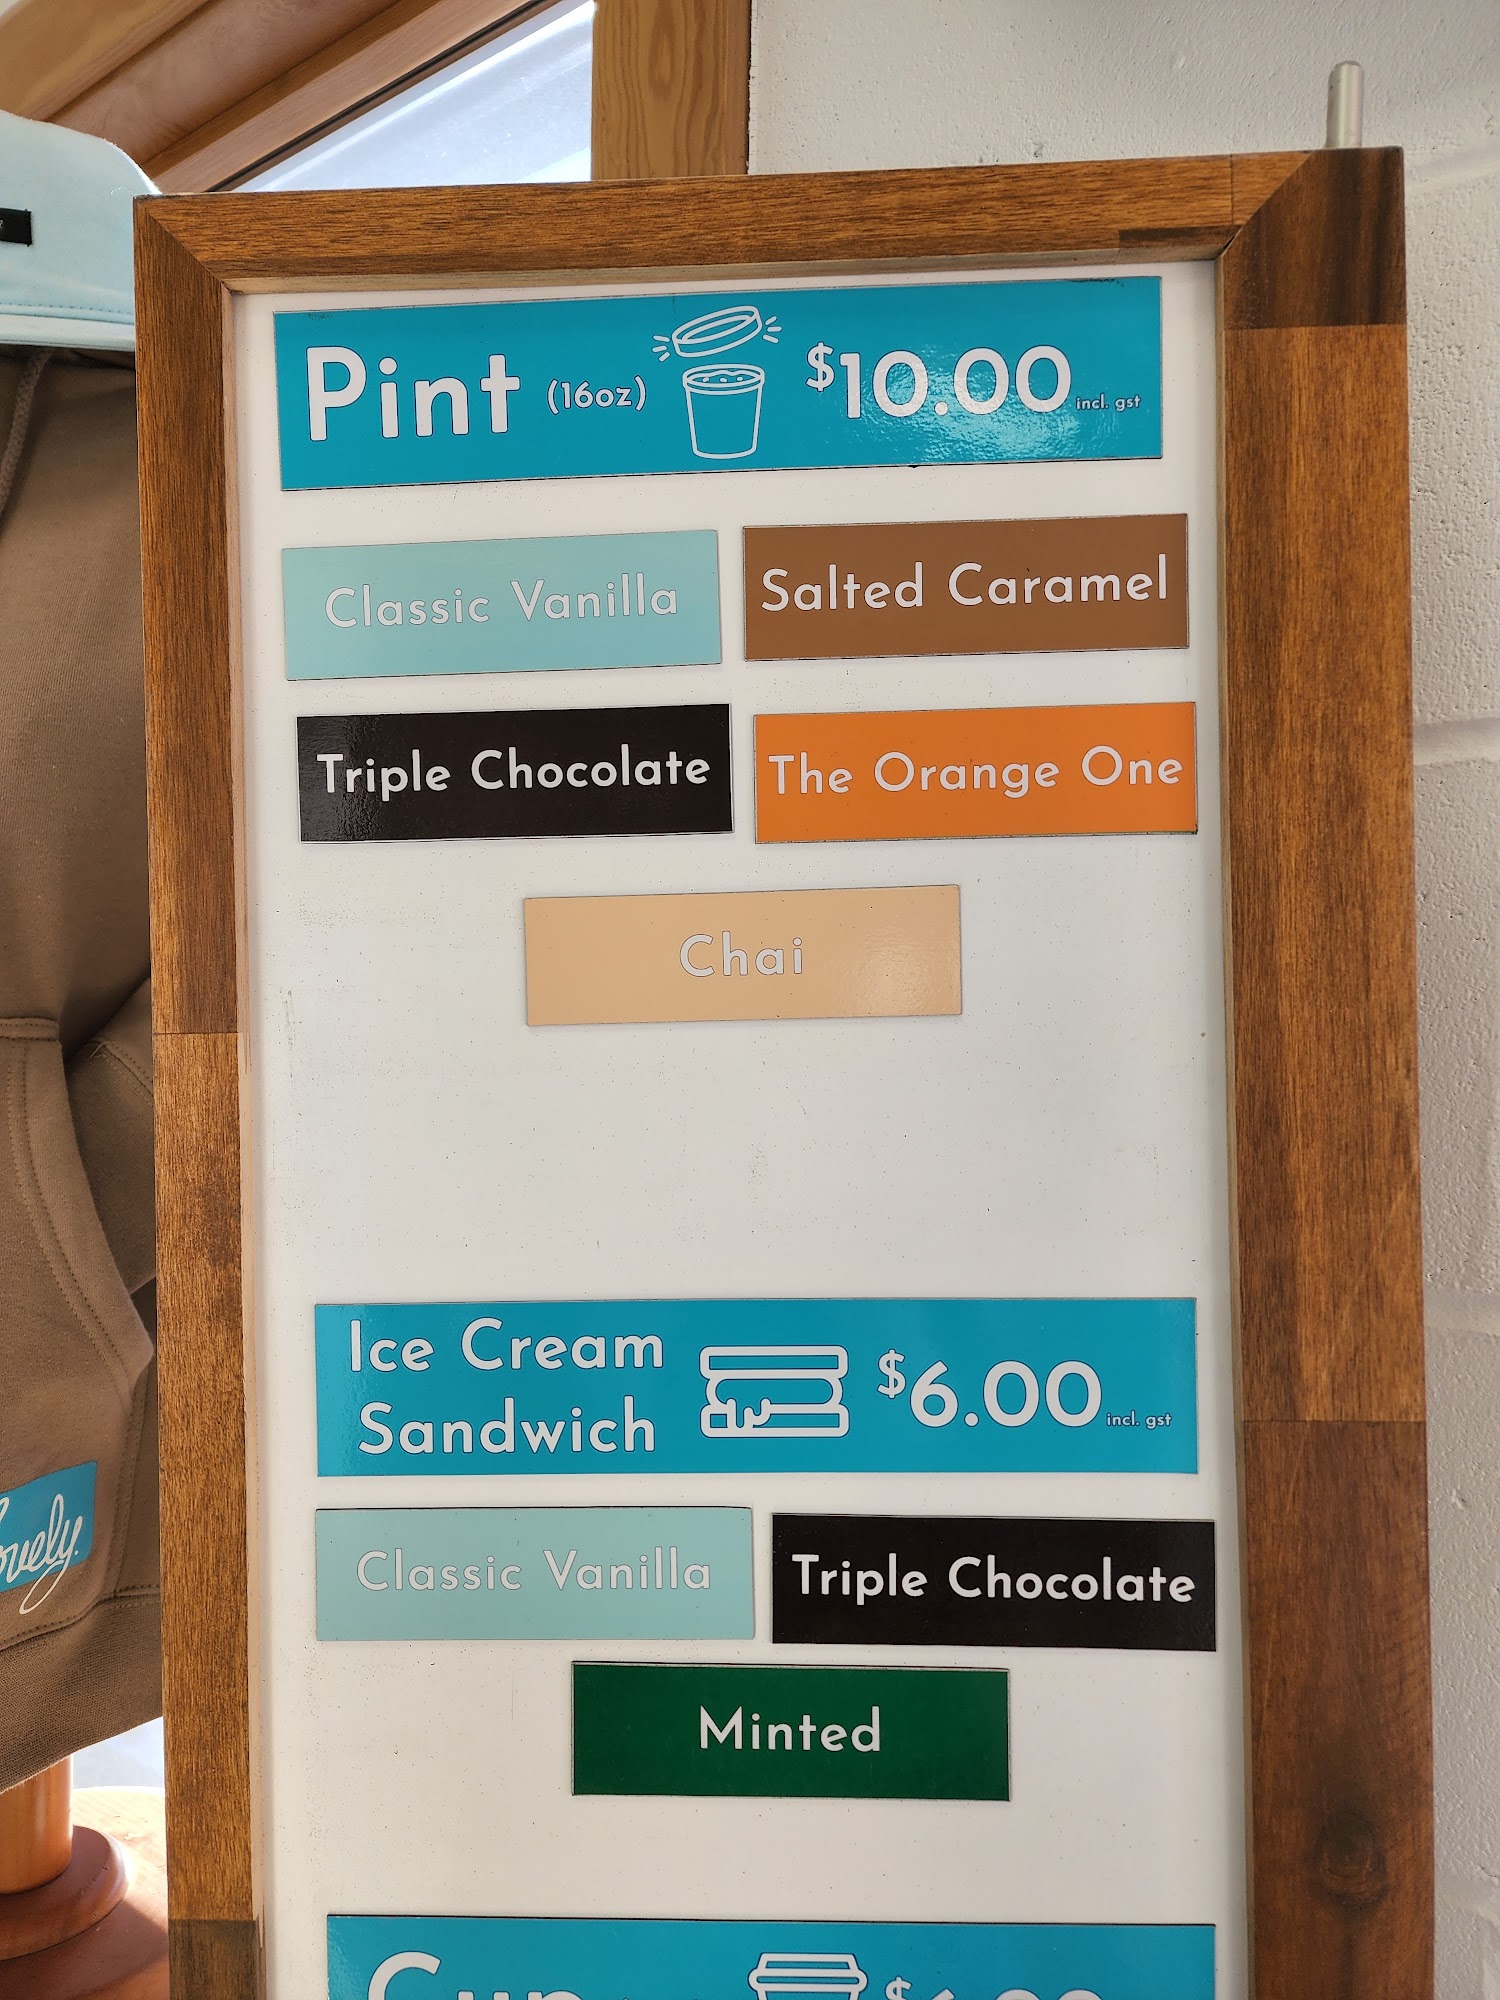 Pint (16oz) $10.00 incl. gst
Classic Vanilla
Salted Caramel
Triple Chocolate
The Orange One
Chai
Ice Cream
Sandwich
$6.00 incl. gst
Classic Vanilla
Triple Chocolate
Minted